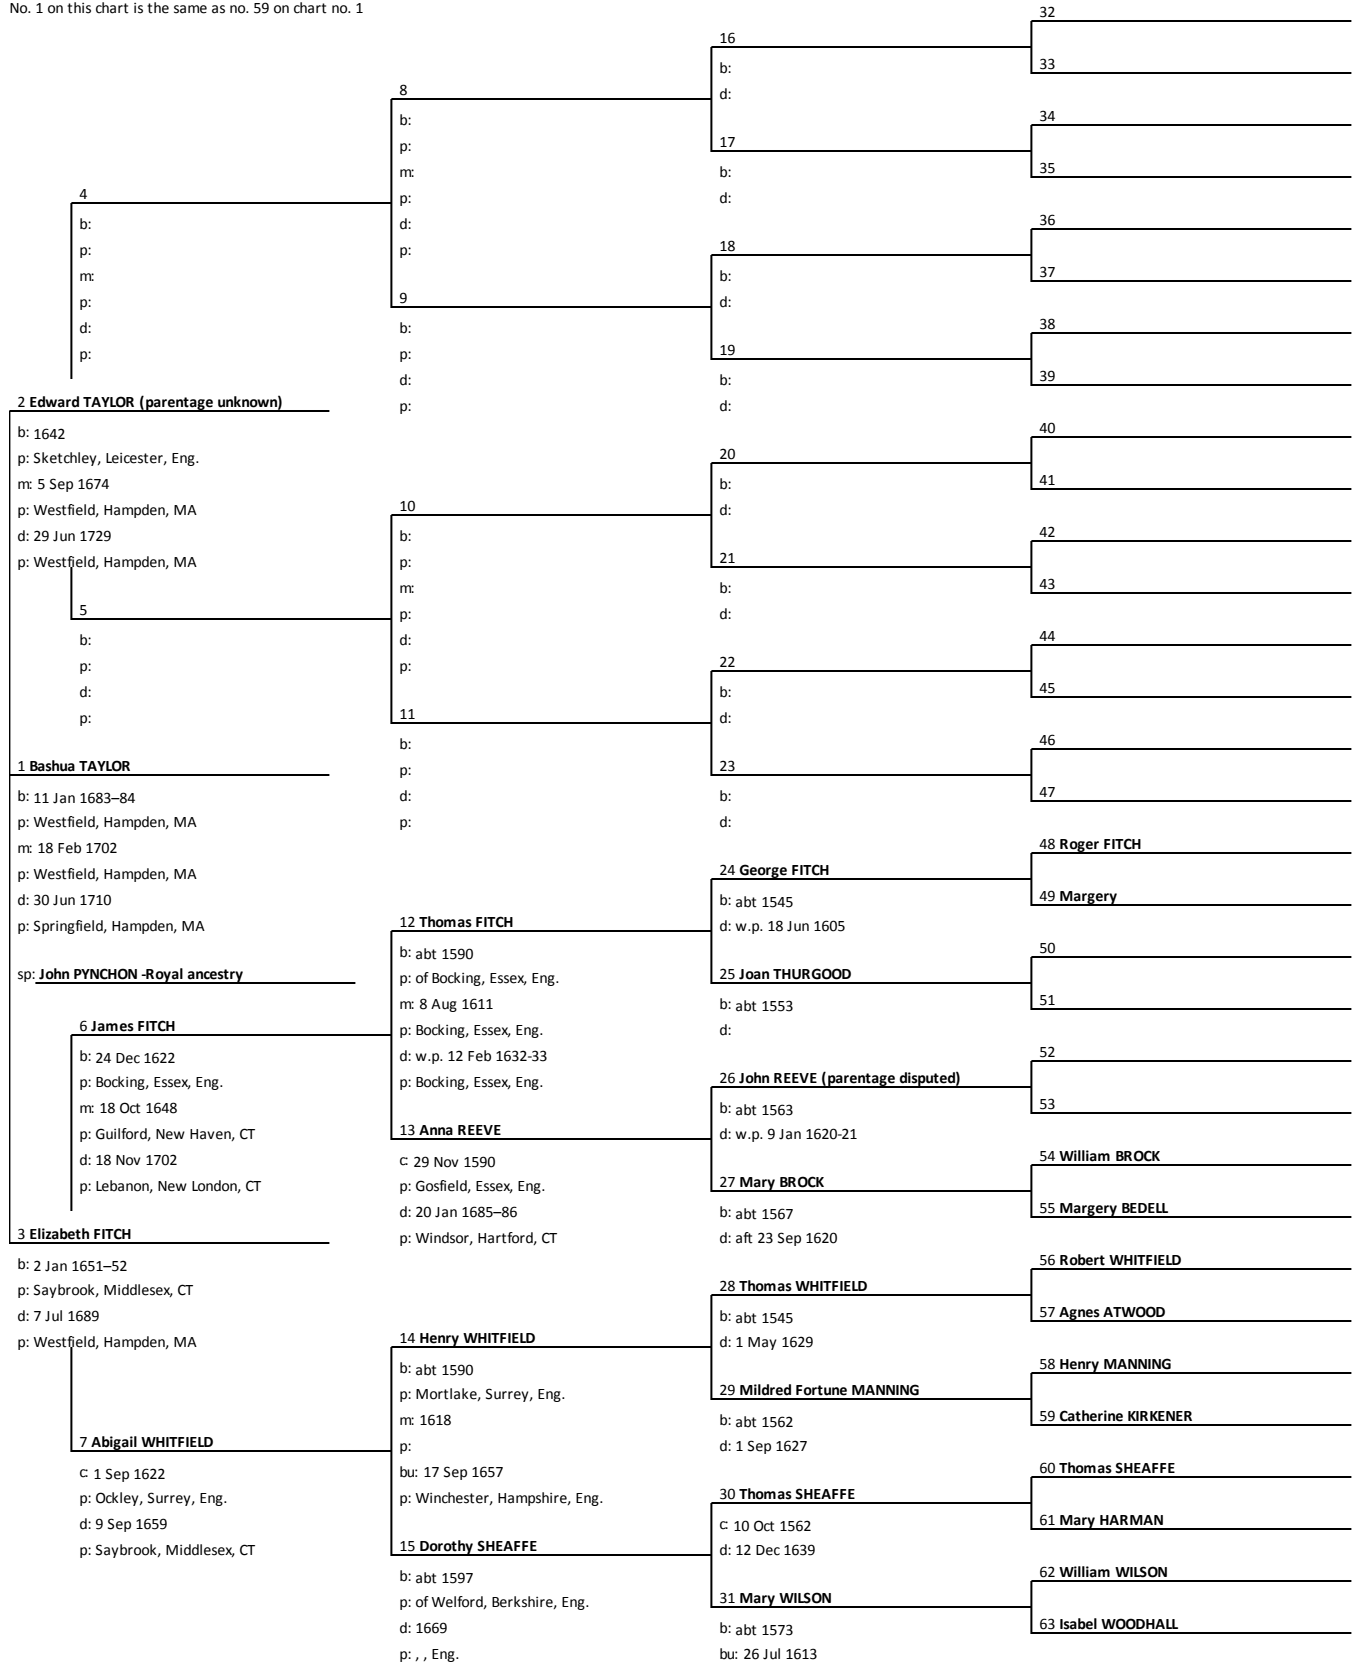 No. 1 on this chart is the same as no. 59 on chart no. 1
4
b:
p:
m:
p:
d:
p:
2 Edward TAYLOR (parentage unknown)
b: 1642
p: Sketchley, Leicester, Eng.
m: 5 Sep 1674
p: Westfield, Hampden, MA
d: 29 Jun 1729
p: Westfield, Hampden, MA
5
b:
p:
d:
p:
1 Bashua TAYLOR
b: 11 Jan 1683–84
p: Westfield, Hampden, MA
m: 18 Feb 1702
p: Westfield, Hampden, MA
d: 30 Jun 1710
p: Springfield, Hampden, MA
sp: John PYNCHON -Royal ancestry
6 James FITCH
b: 24 Dec 1622
p: Bocking, Essex, Eng.
m: 18 Oct 1648
p: Guilford, New Haven, CT
d: 18 Nov 1702
p: Lebanon, New London, CT
3 Elizabeth FITCH
b: 2 Jan 1651–52
p: Saybrook, Middlesex, CT
d: 7 Jul 1689
p: Westfield, Hampden, MA
7 Abigail WHITFIELD
c: 1 Sep 1622
p: Ockley, Surrey, Eng.
d: 9 Sep 1659
p: Saybrook, Middlesex, CT
8
b:
p:
m:
p:
d:
p:
9
b:
p:
d:
p:
10
b:
p:
m:
p:
d:
p:
11
b:
p:
d:
p:
12 Thomas FITCH
b: abt 1590
p: of Bocking, Essex, Eng.
m: 8 Aug 1611
p: Bocking, Essex, Eng.
d: w.p. 12 Feb 1632-33
p: Bocking, Essex, Eng.
13 Anna REEVE
c: 29 Nov 1590
p: Gosfield, Essex, Eng.
d: 20 Jan 1685–86
p: Windsor, Hartford, CT
14 Henry WHITFIELD
b: abt 1590
p: Mortlake, Surrey, Eng.
m: 1618
p:
bu: 17 Sep 1657
p: Winchester, Hampshire, Eng.
15 Dorothy SHEAFFE
b: abt 1597
p: of Welford, Berkshire, Eng.
d: 1669
p: , , Eng.
16
b:
d:
17
b:
d:
18
b:
d:
19
b:
d:
20
b:
d:
21
b:
d:
22
b:
d:
23
b:
d:
24 George FITCH
b: abt 1545
d: w.p. 18 Jun 1605
25 Joan THURGOOD
b: abt 1553
d:
26 John REEVE (parentage disputed)
b: abt 1563
d: w.p. 9 Jan 1620-21
27 Mary BROCK
b: abt 1567
d: aft 23 Sep 1620
28 Thomas WHITFIELD
b: abt 1545
d: 1 May 1629
29 Mildred Fortune MANNING
b: abt 1562
d: 1 Sep 1627
30 Thomas SHEAFFE
c: 10 Oct 1562
d: 12 Dec 1639
31 Mary WILSON
b: abt 1573
bu: 26 Jul 1613
32
33
34
35
36
37
38
39
40
41
42
43
44
45
46
47
48 Roger FITCH
49 Margery
50
51
52
53
54 William BROCK
55 Margery BEDELL
56 Robert WHITFIELD
57 Agnes ATWOOD
58 Henry MANNING
59 Catherine KIRKENER
60 Thomas SHEAFFE
61 Mary HARMAN
62 William WILSON
63 Isabel WOODHALL